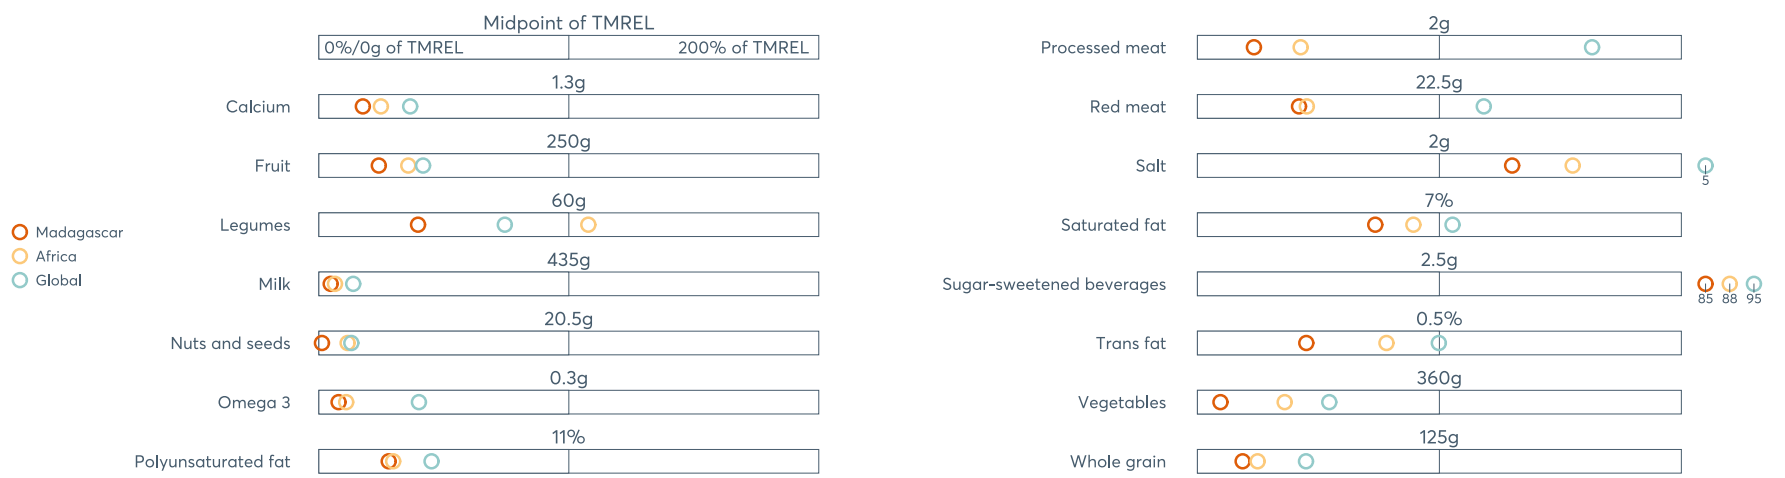 Midpoint of TMREL
0%/0g of TMREL
200% of TMREL
1.3g
Calcium
250g
Fruit
60g
Legumes
435g
Milk
20.5g
Nuts and seeds
0.3g
Omega 3
11%
Polyunsaturated fat
Madagascar
Africa
Global
2g
Processed meat
22.5g
Red meat
2g
Salt
5
7%
Saturated fat
2.5g
Sugar-sweetened beverages
85 88 95
0.5%
Trans fat
360g
Vegetables
125g
Whole grain